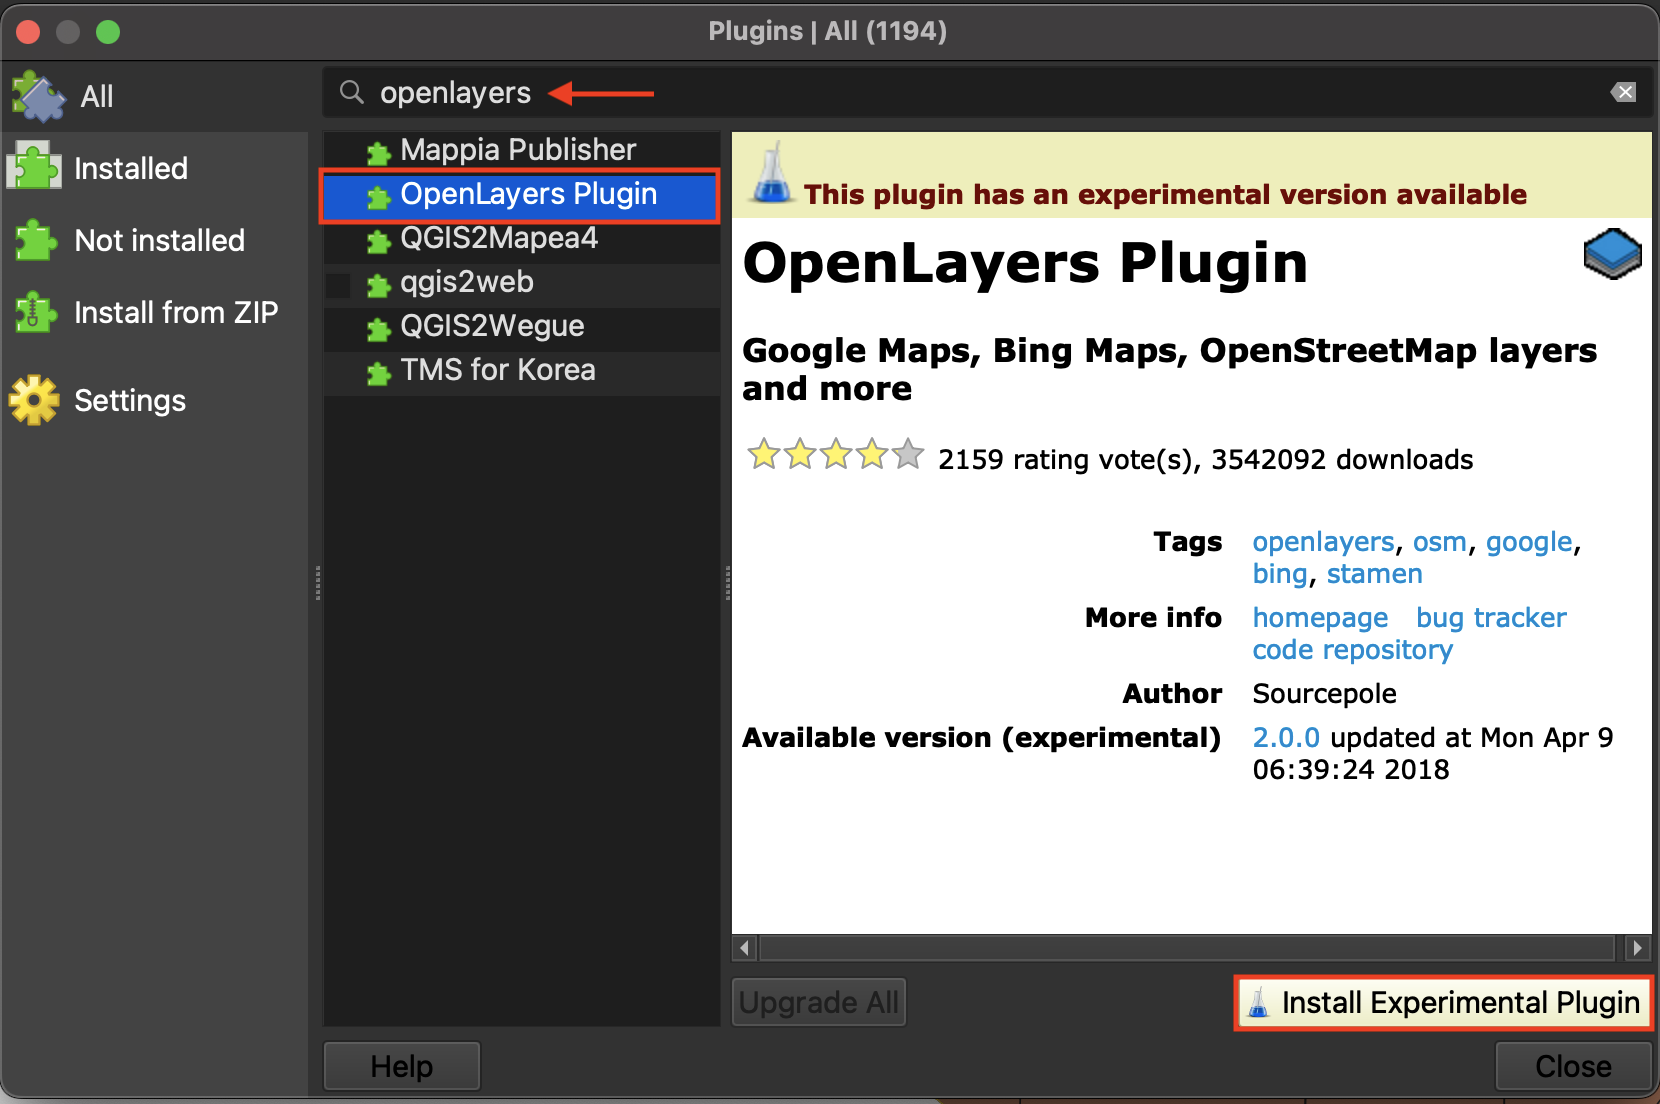 Plugins | All (1194)
All
Installed
Not installed
Install from ZIP
Settings
openlayers
Mappia Publisher
OpenLayers Plugin
QGIS2Mapea4
qgis2web
QGIS2Wegue
TMS for Korea
This plugin has an experimental version available
OpenLayers Plugin
Google Maps, Bing Maps, OpenStreetMap layers
and more
2159 rating vote(s), 3542092 downloads
Tags openlayers, osm, google,
bing, stamen
More info homepage bug tracker
code repository
Author Sourcepole
Available version (experimental) 2.0.0 updated at Mon Apr 9
06:39:24 2018
Upgrade All
Install Experimental Plugin
Help
Close